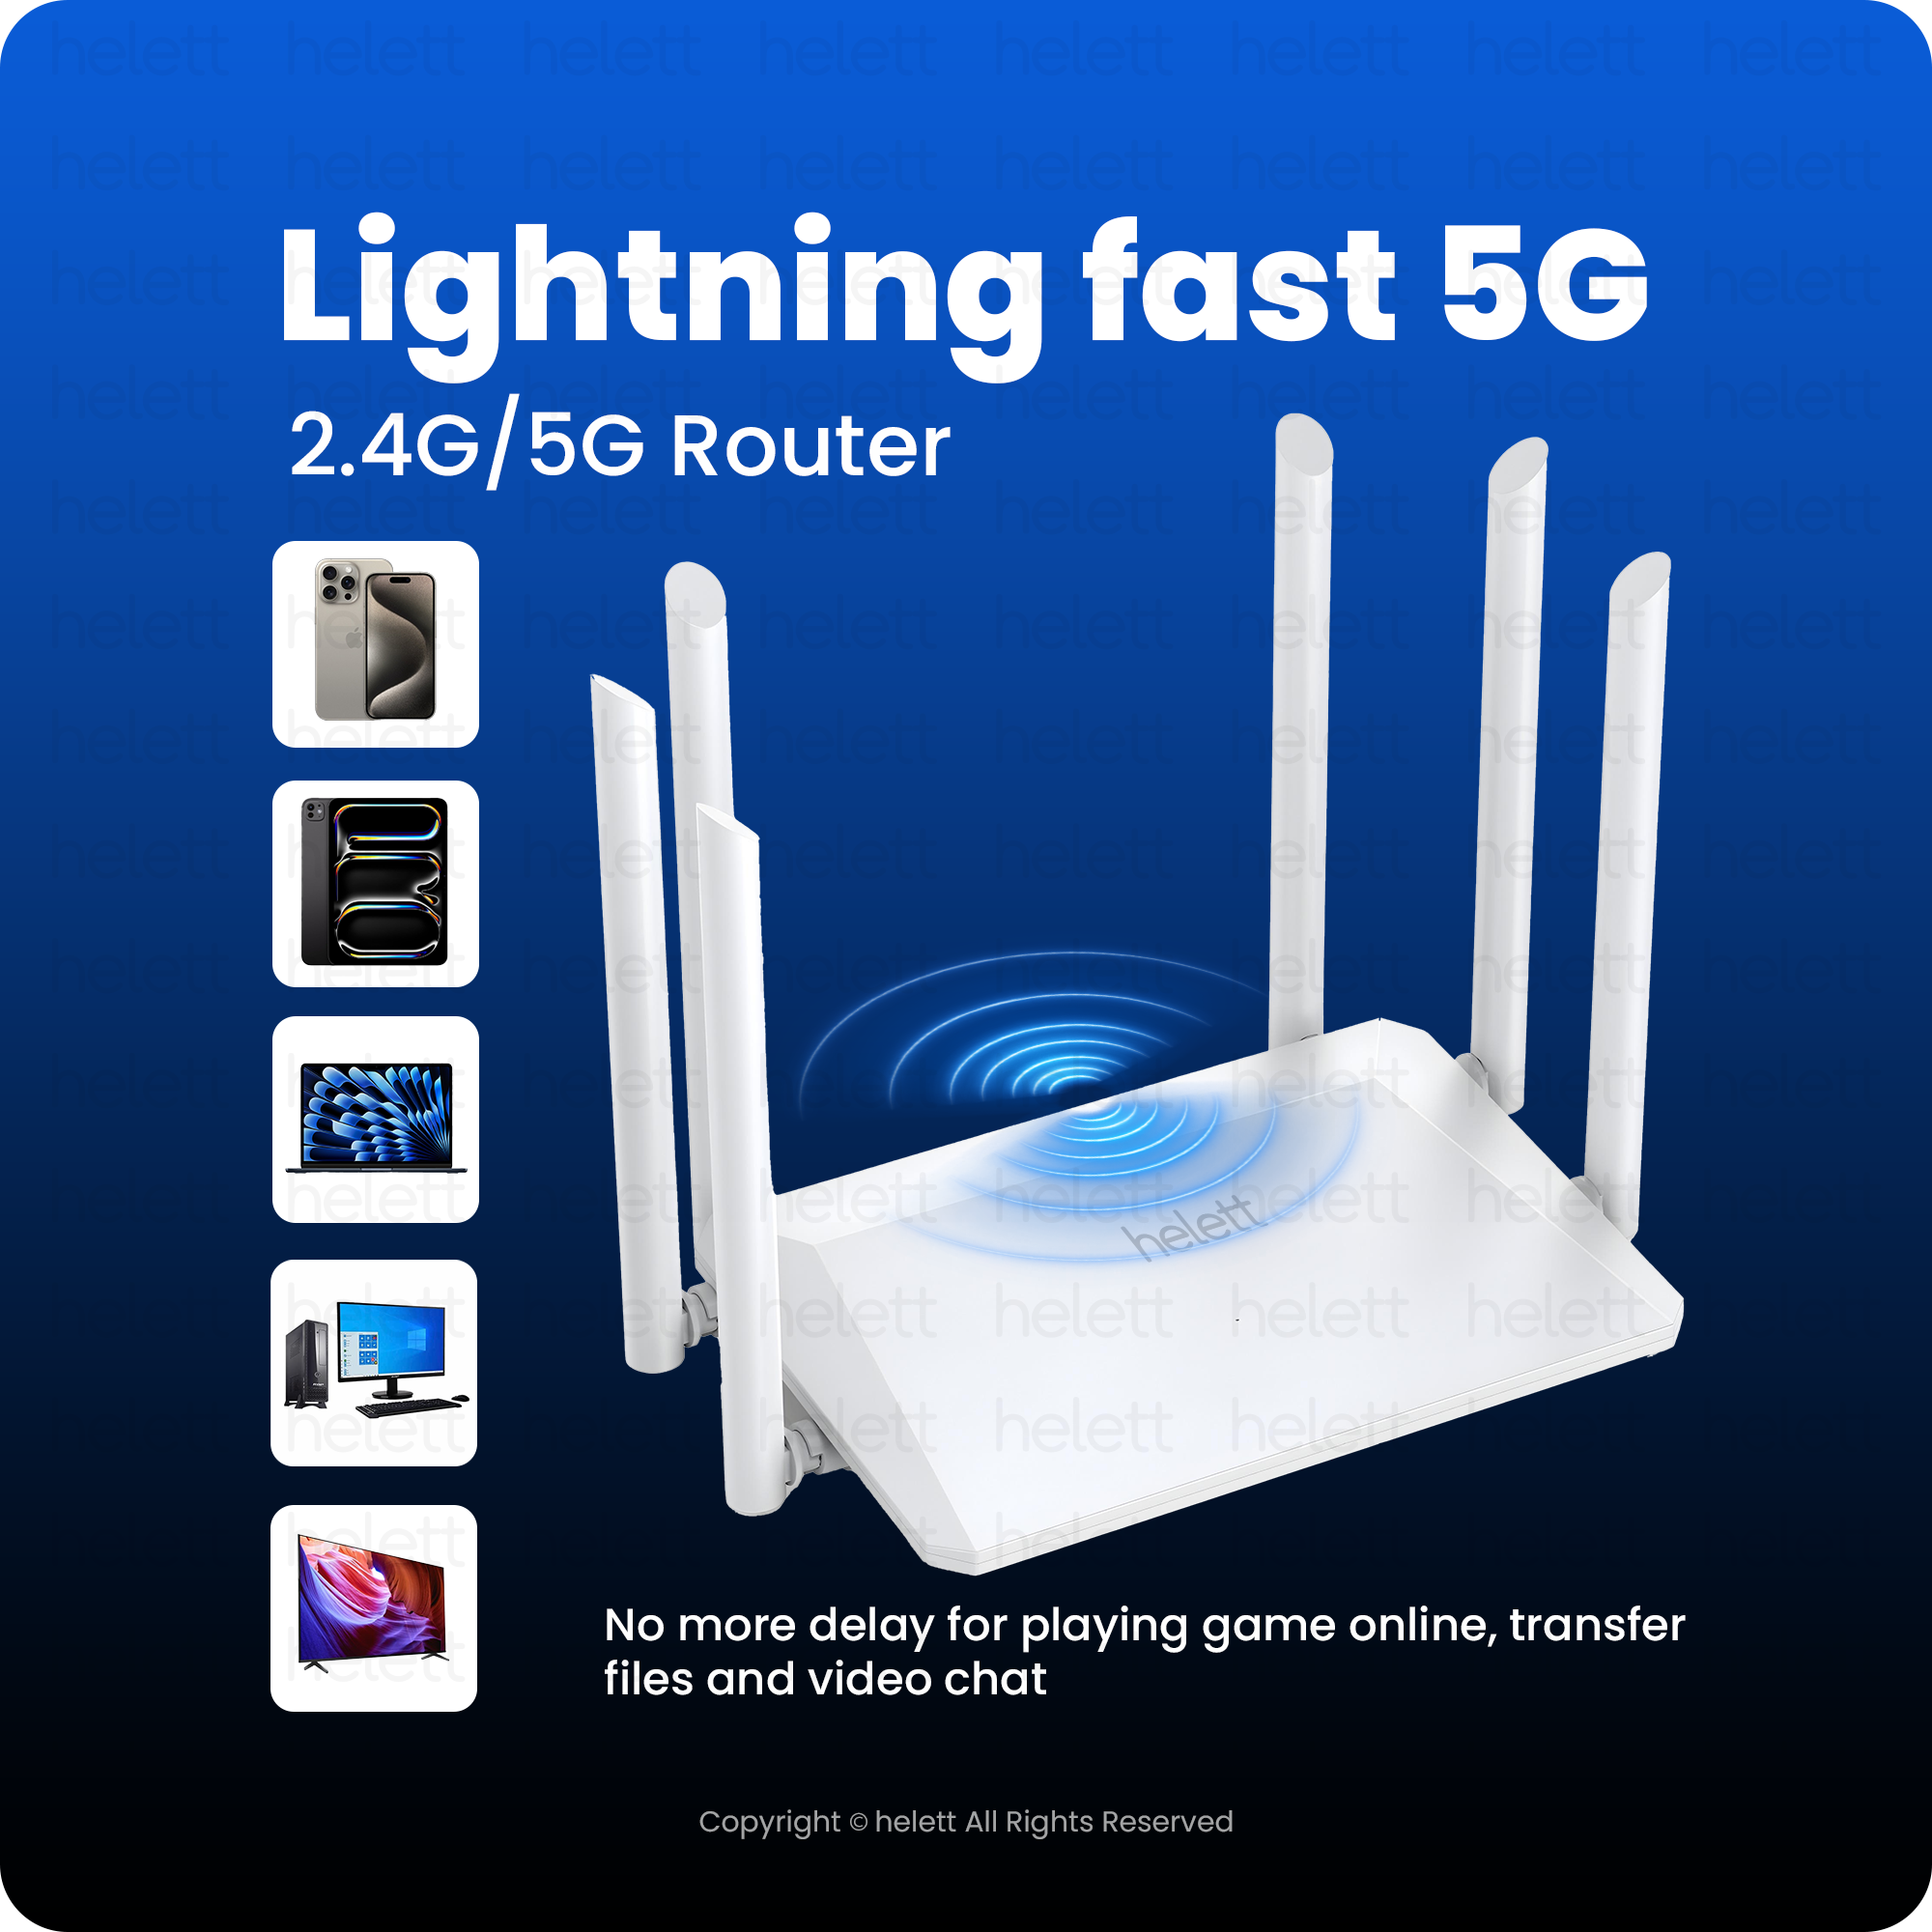 Lightning fast 5G
2.4G/5G Router
helett
No more delay for playing game online, transfer
files and video chat
Copyright © helett All Rights Reserved